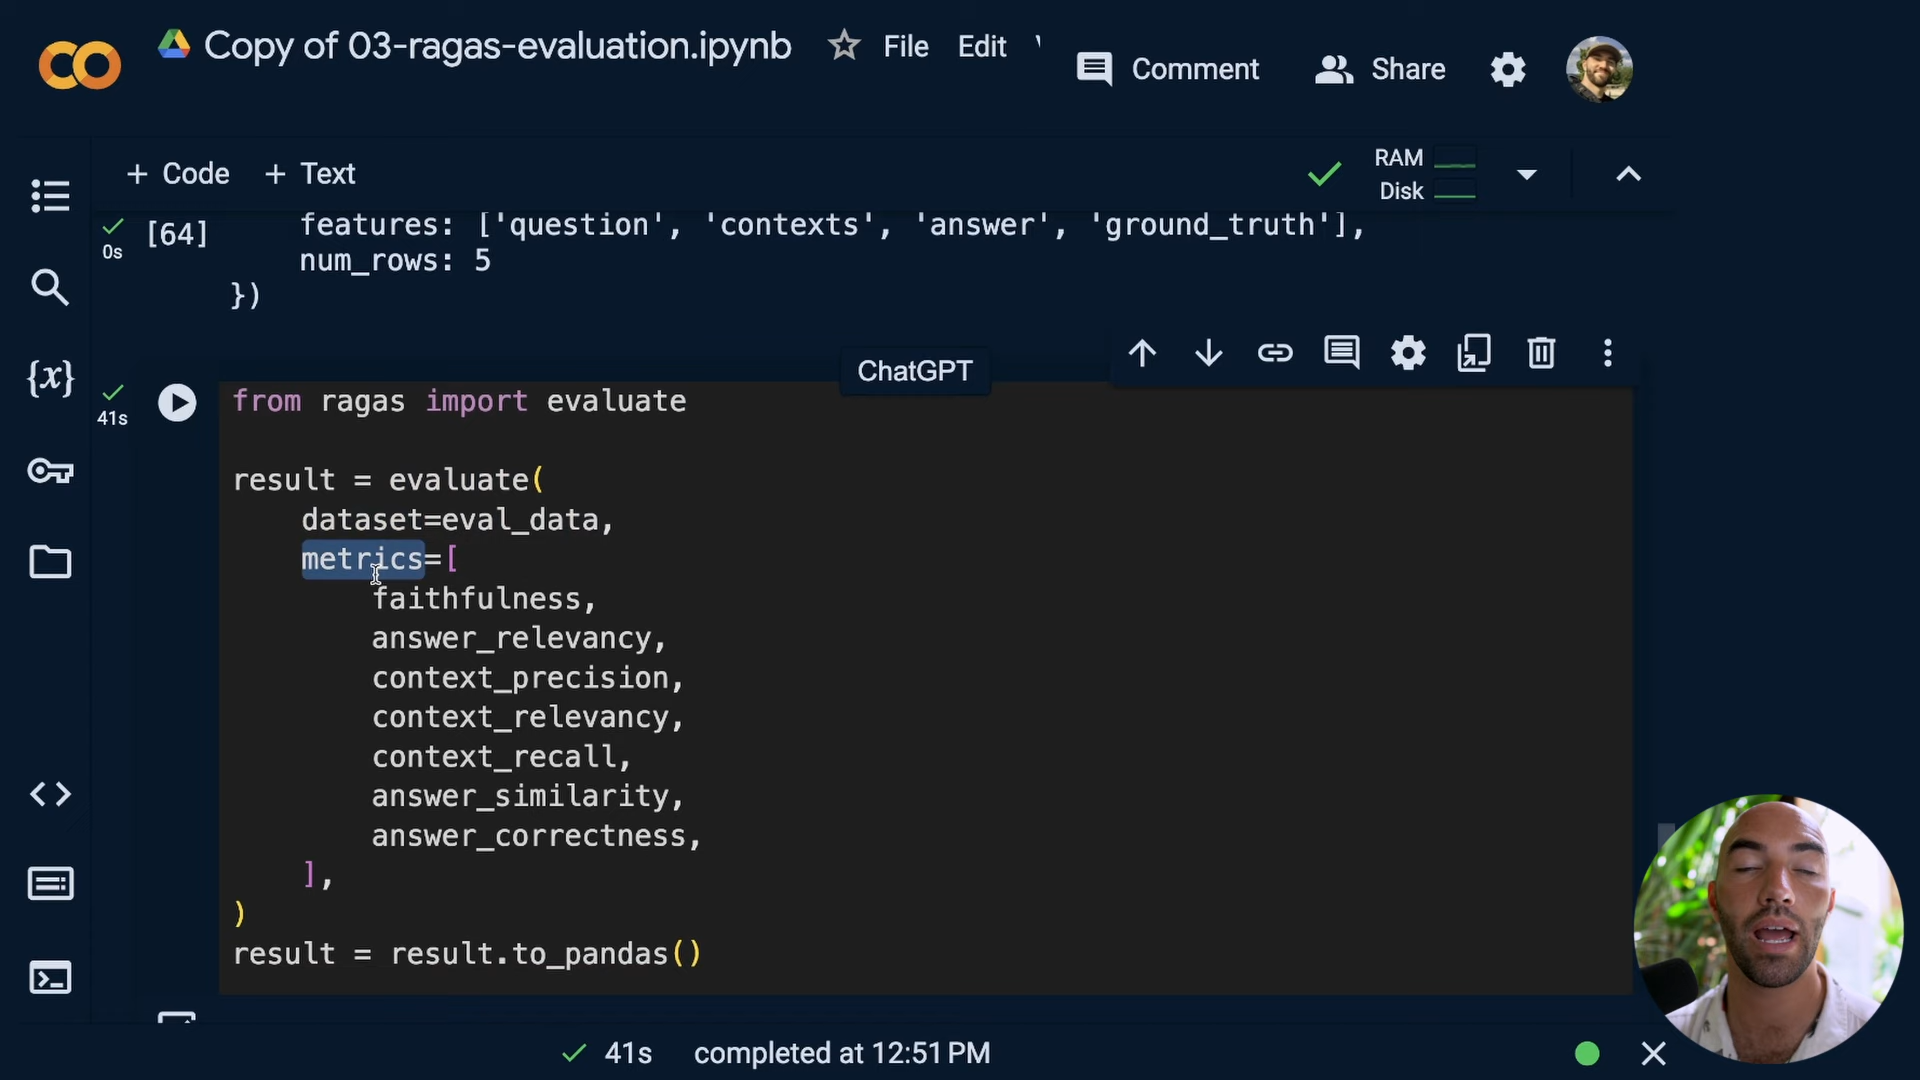 Copy of 03-ragas-evaluation.ipynb
File Edit
Comment
Share
+ Code + Text
RAM
Disk
0s
[64]
features: ['question', 'contexts', 'answer', 'ground_truth'],
num_rows: 5
})
ChatGPT
{x}
41s
from ragas import evaluate
result = evaluate(
dataset=eval_data,
metrics=[
faithfulness,
answer_relevancy,
context_precision,
context_relevancy,
context_recall,
answer_similarity,
answer_correctness,
],
)
result = result.to_pandas()
41s completed at 12:51 PM